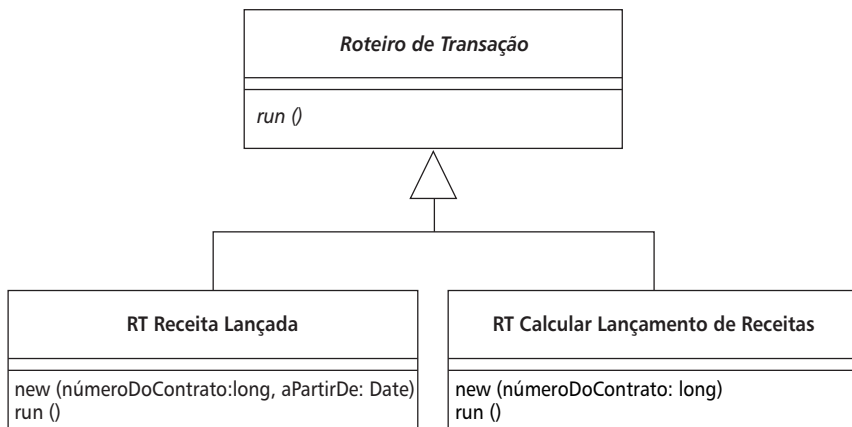 Roteiro de Transação
run ()
RT Receita Lançada
new (númeroDoContrato:long, aPartirDe: Date)
run ()
RT Calcular Lançamento de Receitas
new (númeroDoContrato: long)
run ()